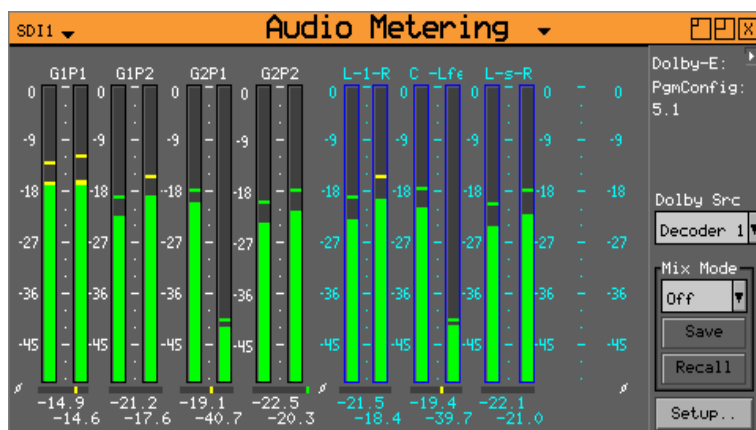 SDI1 Audio Metering
G1P1 G1P2 G2P1 G2P2 L-1-R C -Lfe L-s-R
0 0 0 0 0 0 0 0
-9 -9 -9 -9 -9 -9 -9 -9
-18 -18 -18 -18 -18 -18 -18 -18
-27 -27 -27 -27 -27 -27 -27 -27
-36 -36 -36 -36 -36 -36 -36 -36
-45 -45 -45 -45 -45 -45 -45 -45
ø ø ø ø
-14.9 -21.2 -19.1 -22.5 -21.5 -19.4 -22.1
-14.6 -17.6 -40.7 -20.3 -18.4 -39.7 -21.0
Dolby-E:
PgmConfig:
5.1
Dolby Src
Decoder 1
Mix Mode
Off
Save
Recall
Setup..